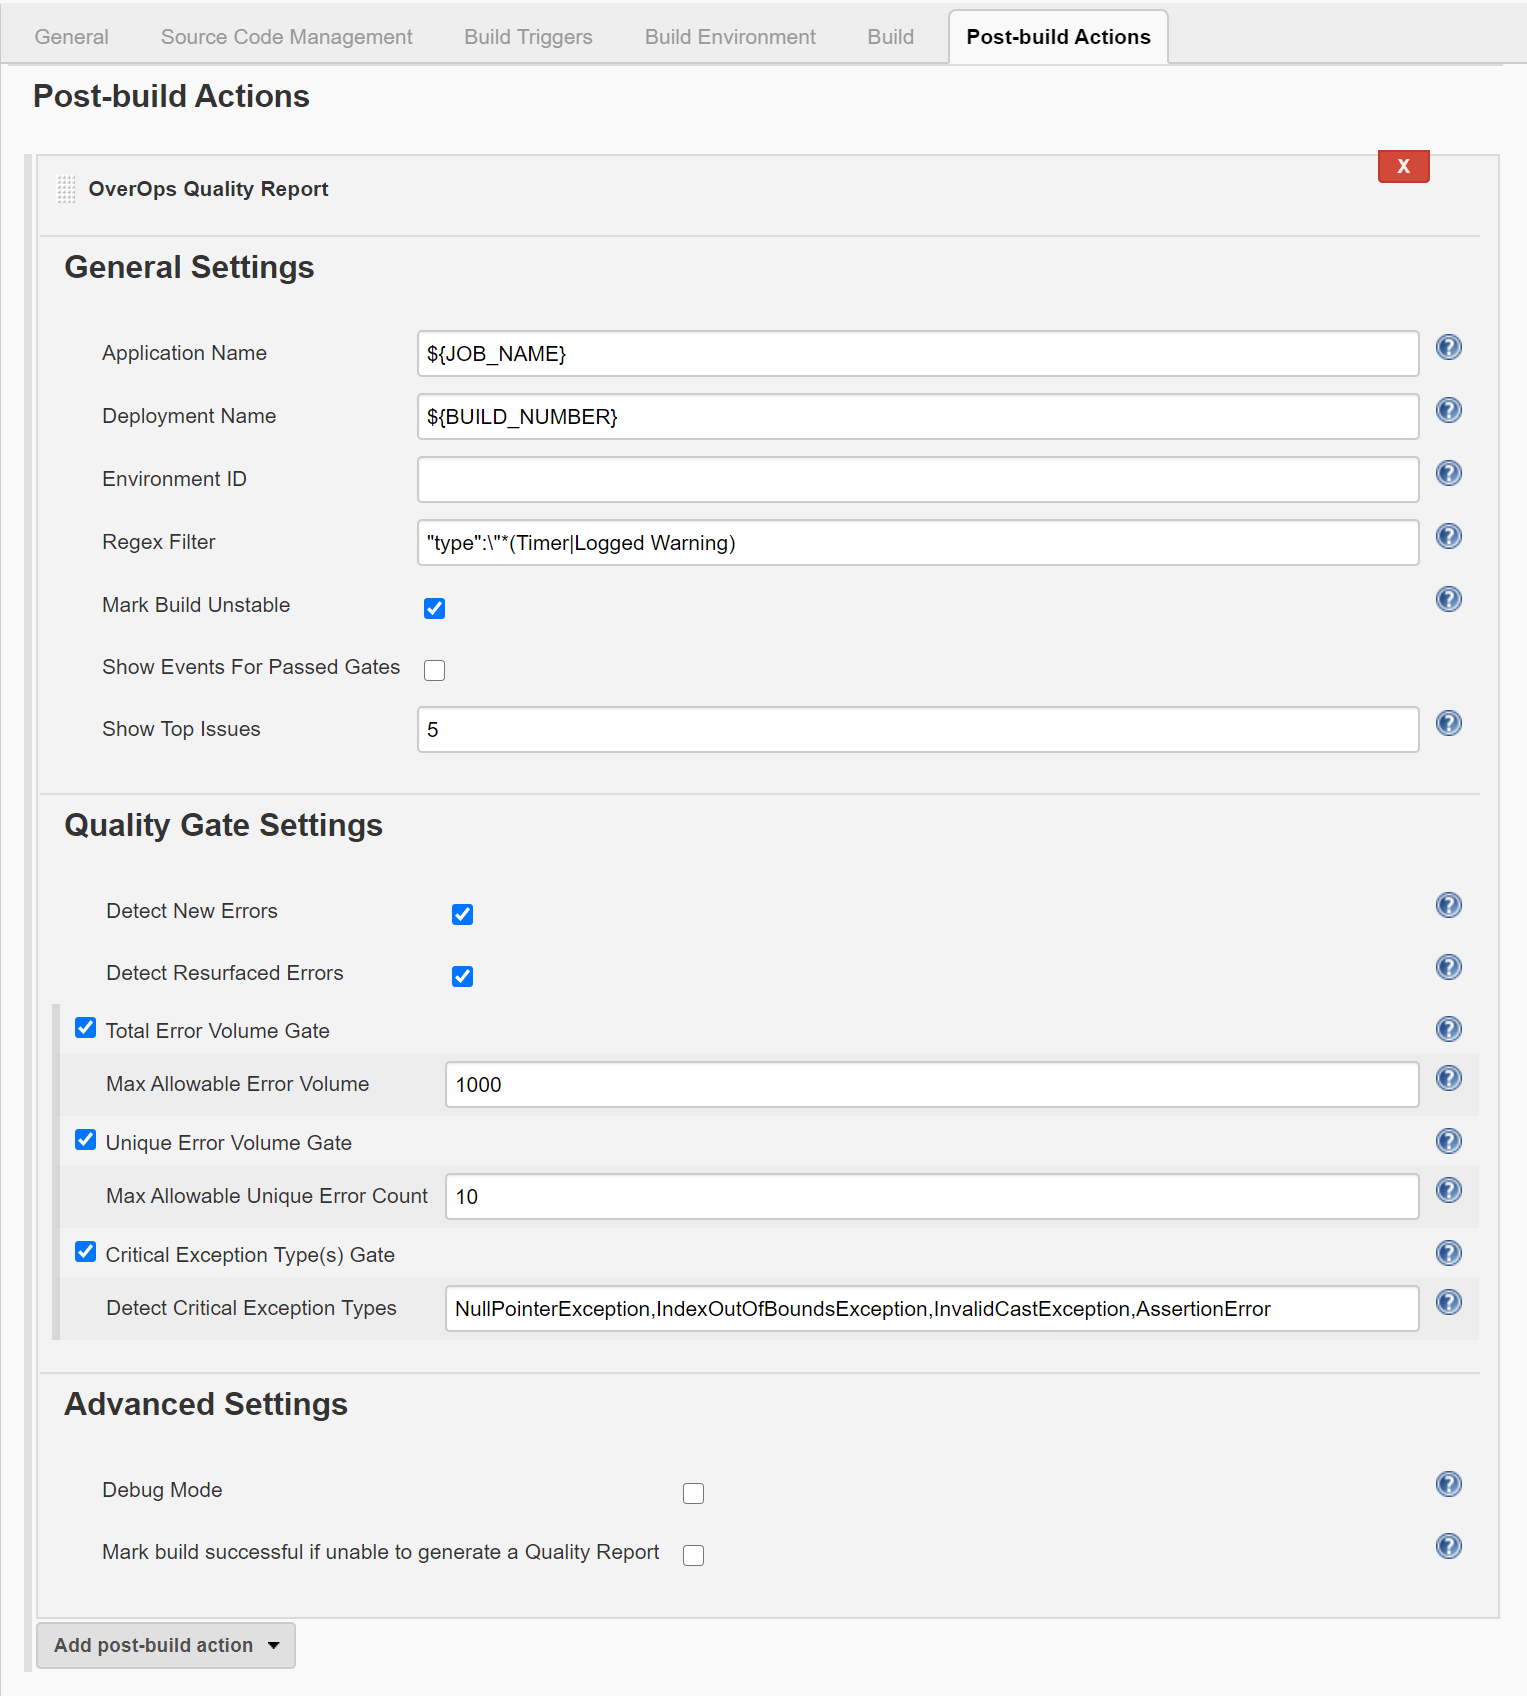 General Source Code Management Build Triggers Build Environment Build Post-build Actions
Post-build Actions
X
OverOps Quality Report
General Settings
Application Name ${JOB_NAME} ?
Deployment Name ${BUILD_NUMBER} ?
Environment ID ?
Regex Filter "type":\"*(Timer|Logged Warning) ?
Mark Build Unstable ?
Show Events For Passed Gates
Show Top Issues 5 ?
Quality Gate Settings
Detect New Errors ?
Detect Resurfaced Errors ?
Total Error Volume Gate ?
Max Allowable Error Volume 1000 ?
Unique Error Volume Gate ?
Max Allowable Unique Error Count 10 ?
Critical Exception Type(s) Gate ?
Detect Critical Exception Types NullPointerException,IndexOutOfBoundsException,InvalidCastException,AssertionError ?
Advanced Settings
Debug Mode ?
Mark build successful if unable to generate a Quality Report ?
Add post-build action